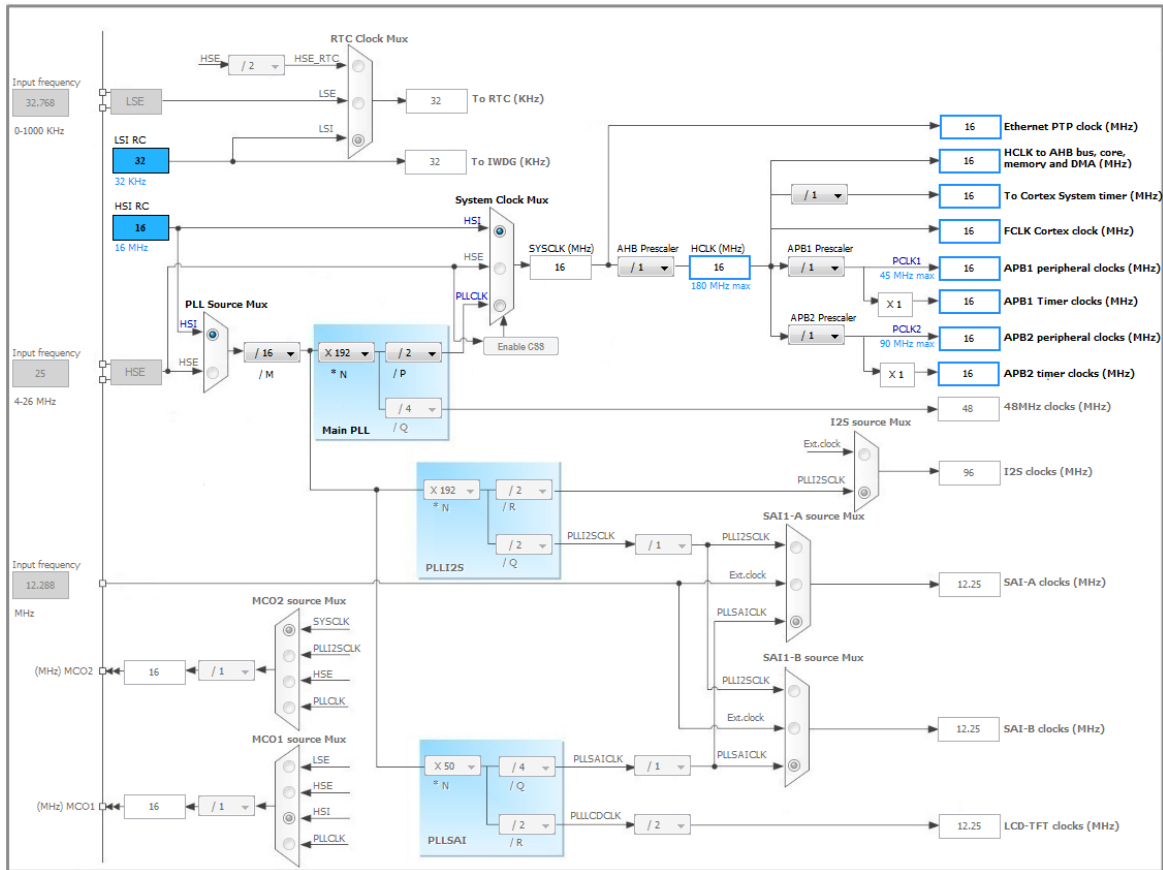 RTC Clock Mux
HSE
/ 2
HSE_RTC
Input frequency
32.768
0-1000 KHz
LSE
LSE
32
To RTC (KHz)
LSI RC
32
32 KHz
LSI
32
To IWDG (KHz)
16
Ethernet PTP clock (MHz)
16
HCLK to AHB bus, core,
memory and DMA (MHz)
/ 1
16
To Cortex System timer (MHz)
HSI RC
16
16 MHz
System Clock Mux
HSI
HSE
PLLCLK
SYSCLK (MHz)
16
AHB Prescaler
/ 1
HCLK (MHz)
16
180 MHz max
16
FCLK Cortex clock (MHz)
APB1 Prescaler
/ 1
PCLK1
45 MHz max
16
APB1 peripheral clocks (MHz)
X 1
16
APB1 Timer clocks (MHz)
APB2 Prescaler
/ 1
PCLK2
90 MHz max
16
APB2 peripheral clocks (MHz)
X 1
16
APB2 timer clocks (MHz)
PLL Source Mux
HSI
HSE
Input frequency
25
4-26 MHz
HSE
/ 16
/ M
X 192
* N
/ 2
/ P
/ 4
/ Q
Main PLL
Enable CSS
48
48MHz clocks (MHz)
I2S source Mux
Ext.clock
PLLI2SCLK
96
I2S clocks (MHz)
X 192
* N
/ 2
/ R
/ 2
/ Q
PLLI2S
PLLI2SCLK
/ 1
SAI1-A source Mux
PLLI2SCLK
Ext.clock
PLLSAICLK
12.25
SAI-A clocks (MHz)
Input frequency
12.288
MHz
MCO2 source Mux
SYSCLK
PLLI2SCLK
HSE
PLLCLK
(MHz) MCO2
16
/ 1
SAI1-B source Mux
PLLI2SCLK
Ext.clock
PLLSAICLK
12.25
SAI-B clocks (MHz)
MCO1 source Mux
LSE
HSE
HSI
PLLCLK
(MHz) MCO1
16
/ 1
X 50
* N
/ 4
/ Q
/ 2
/ R
PLLSAI
PLLSAICLK
/ 1
PLLLCDCLK
/ 2
12.25
LCD-TFT clocks (MHz)